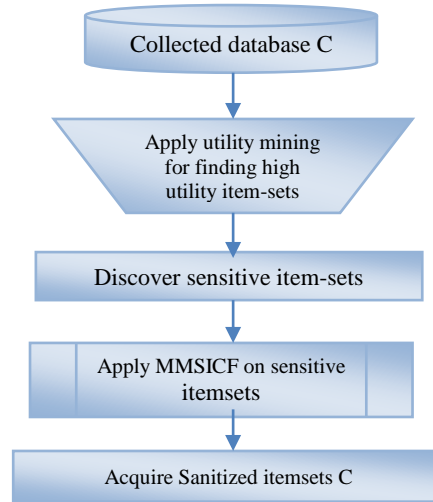 Collected database C
Apply utility mining
for finding high
utility item-sets
Discover sensitive item-sets
Apply MMSICF on sensitive
itemsets
Acquire Sanitized itemsets C